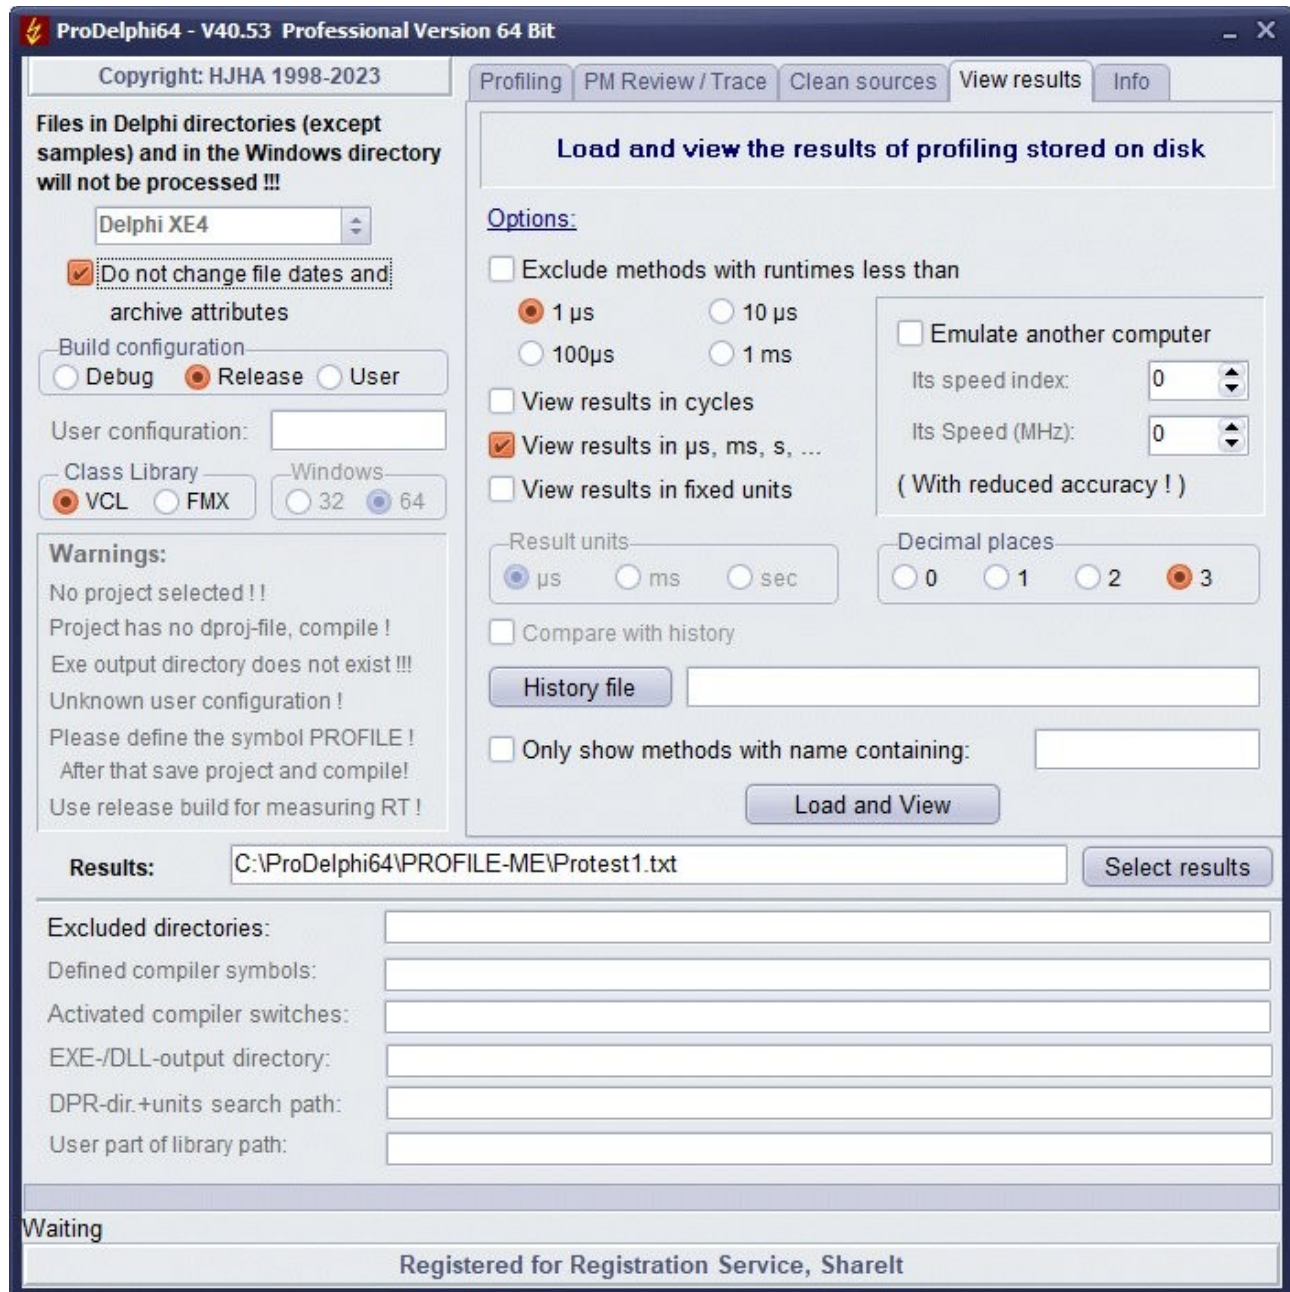 ProDelphi64 - V40.53 Professional Version 64 Bit
Copyright: HJHA 1998-2023
Files in Delphi directories (except
samples) and in the Windows directory
will not be processed !!!
Delphi XE4
Do not change file dates and
archive attributes
Build configuration
Debug Release User
User configuration:
Class Library
VCL FMX
Windows
32 64
Warnings:
No project selected ! !
Project has no dproj-file, compile !
Exe output directory does not exist !!!
Unknown user configuration !
Please define the symbol PROFILE !
After that save project and compile!
Use release build for measuring RT !
Profiling PM Review / Trace Clean sources View results Info
Load and view the results of profiling stored on disk
Options:
Exclude methods with runtimes less than
1 µs 10 µs
100µs 1 ms
View results in cycles
View results in µs, ms, s, ...
View results in fixed units
Emulate another computer
Its speed index: 0
Its Speed (MHz): 0
( With reduced accuracy ! )
Result units
µs ms sec
Decimal places
0 1 2 3
Compare with history
History file
Only show methods with name containing:
Load and View
Results: C:\ProDelphi64\PROFILE-ME\Protest1.txt Select results
Excluded directories:
Defined compiler symbols:
Activated compiler switches:
EXE-/DLL-output directory:
DPR-dir.+units search path:
User part of library path:
Waiting
Registered for Registration Service, ShareIt